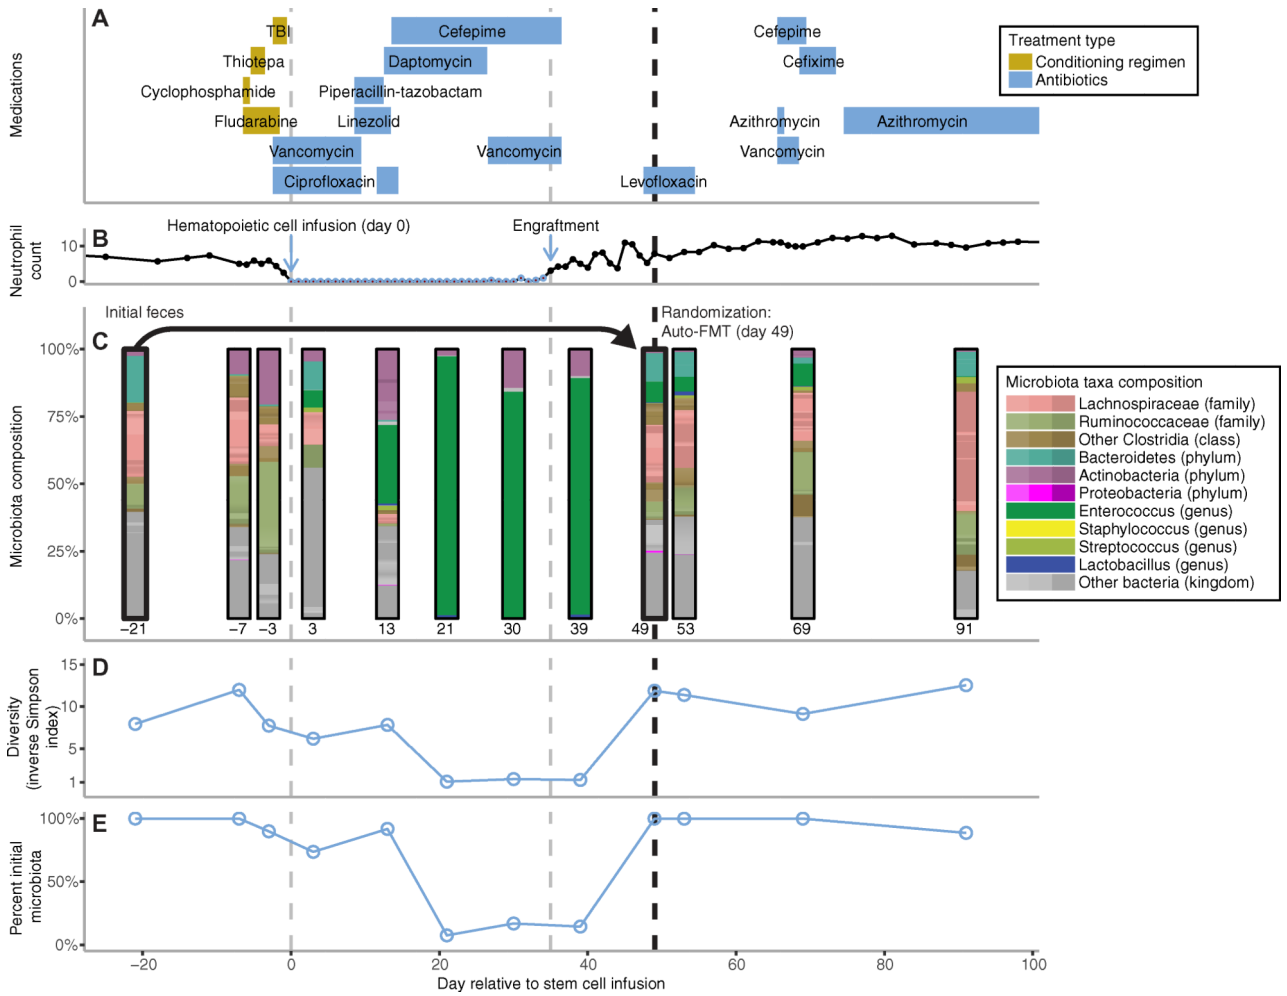 A
Medications
TBI
Cefepime
Cefepime
Thiotepa
Daptomycin
Cefixime
Cyclophosphamide
Piperacillin-tazobactam
Fludarabine
Linezolid
Azithromycin
Azithromycin
Vancomycin
Vancomycin
Vancomycin
Ciprofloxacin
Levofloxacin
Treatment type
Conditioning regimen
Antibiotics
B
Neutrophil
count
10
0
Hematopoietic cell infusion (day 0)
Engraftment
Initial feces
Randomization:
Auto-FMT (day 49)
C
Microbiota composition
100%
75%
50%
25%
0%
−21
−7
−3
3
13
21
30
39
49
53
69
91
Microbiota taxa composition
Lachnospiraceae (family)
Ruminococcaceae (family)
Other Clostridia (class)
Bacteroidetes (phylum)
Actinobacteria (phylum)
Proteobacteria (phylum)
Enterococcus (genus)
Staphylococcus (genus)
Streptococcus (genus)
Lactobacillus (genus)
Other bacteria (kingdom)
D
Diversity
(inverse Simpson
index)
15
10
5
1
E
Percent initial
microbiota
100%
50%
0%
−20
0
20
40
60
80
100
Day relative to stem cell infusion